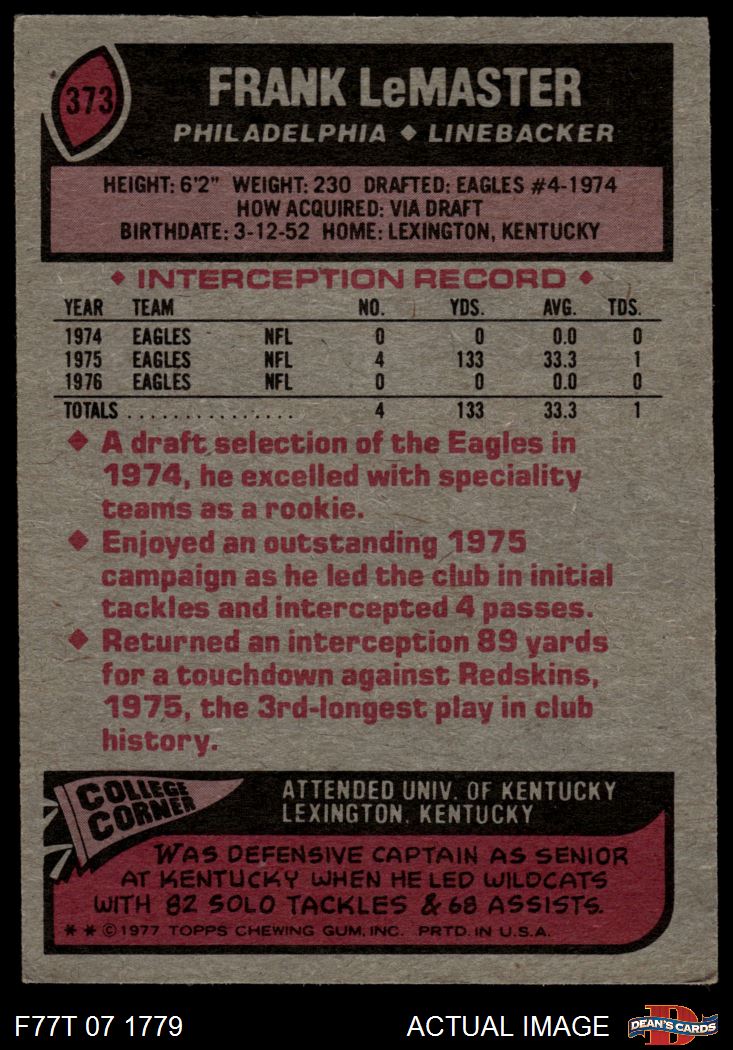 373
FRANK LeMASTER
PHILADELPHIA ◆ LINEBACKER
HEIGHT: 6'2" WEIGHT: 230 DRAFTED: EAGLES #4-1974
HOW ACQUIRED: VIA DRAFT
BIRTHDATE: 3-12-52 HOME: LEXINGTON, KENTUCKY
◆ INTERCEPTION RECORD ◆
YEAR TEAM NO. YDS. AVG. TDS.
1974 EAGLES NFL 0 0 0.0 0
1975 EAGLES NFL 4 133 33.3 1
1976 EAGLES NFL 0 0 0.0 0
TOTALS . . . . . . . . . . . . . . . . 4 133 33.3 1
◆ A draft selection of the Eagles in
1974, he excelled with speciality
teams as a rookie.
◆ Enjoyed an outstanding 1975
campaign as he led the club in initial
tackles and intercepted 4 passes.
◆ Returned an interception 89 yards
for a touchdown against Redskins,
1975, the 3rd-longest play in club
history.
COLLEGE
CORNER
ATTENDED UNIV. OF KENTUCKY
LEXINGTON, KENTUCKY
WAS DEFENSIVE CAPTAIN AS SENIOR
AT KENTUCKY WHEN HE LED WILDCATS
WITH 82 SOLO TACKLES & 68 ASSISTS.
* * © 1977 TOPPS CHEWING GUM, INC. PRTD. IN U.S.A.
F77T 07 1779 ACTUAL IMAGE
D
DEAN'S CARDS